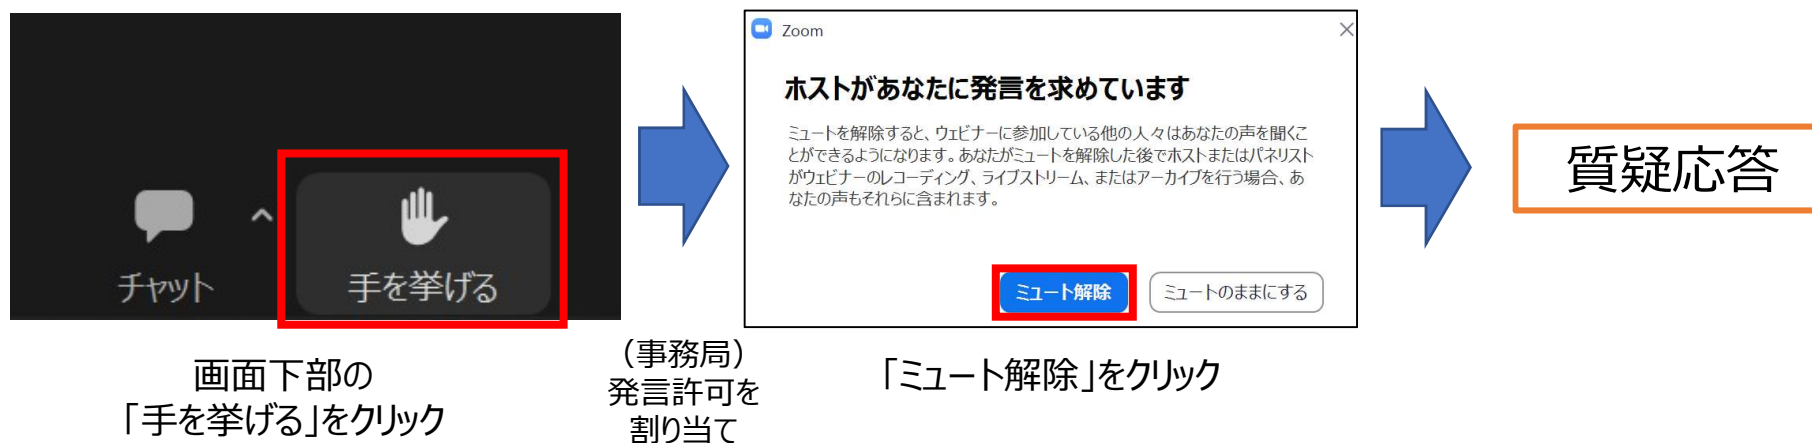 チャット
手を挙げる
画面下部の
「手を挙げる」をクリック
（事務局）
発言許可を
割り当て
Zoom
ホストがあなたに発言を求めています
ミュートを解除すると、ウェビナーに参加している他の人々はあなたの声を聞くこ
とができるようになります。あなたがミュートを解除した後でホストまたはパネリスト
がウェビナーのレコーディング、ライブストリーム、またはアーカイブを行う場合、あ
なたの声もそれらに含まれます。
ミュート解除
ミュートのままにする
「ミュート解除」をクリック
質疑応答